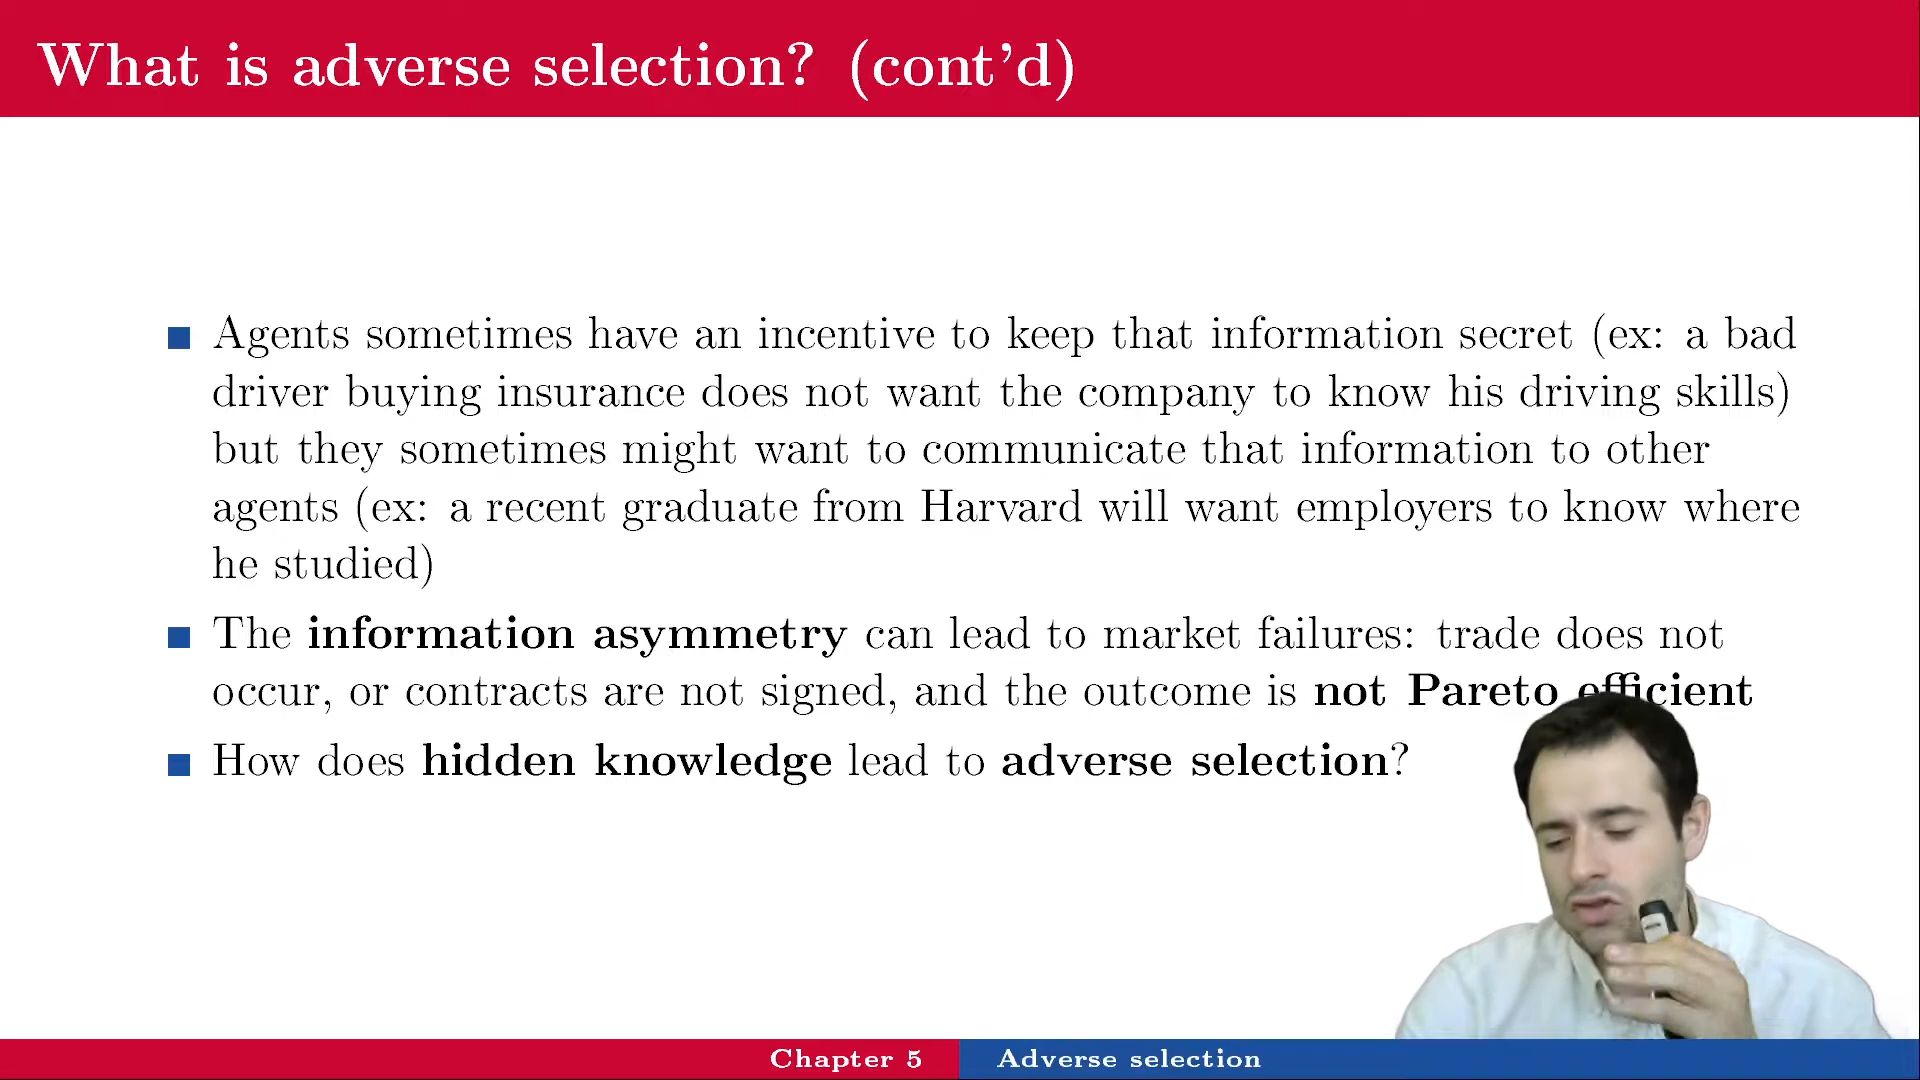 What is adverse selection? (cont'd)
Agents sometimes have an incentive to keep that information secret (ex: a bad
driver buying insurance does not want the company to know his driving skills)
but they sometimes might want to communicate that information to other
agents (ex: a recent graduate from Harvard will want employers to know where
he studied)
The information asymmetry can lead to market failures: trade does not
occur, or contracts are not signed, and the outcome is not Pareto efficient
How does hidden knowledge lead to adverse selection?
Chapter 5 Adverse selection